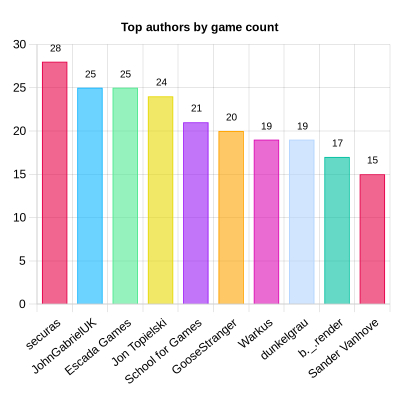 Top authors by game count
30
25
20
15
10
5
0
28
25
25
24
21
20
19
19
17
15
securas
JohnGabrielUK
Escada Games
Jon Topielski
School for Games
GooseStranger
Warkus
dunkelgrau
b._.render
Sander Vanhove